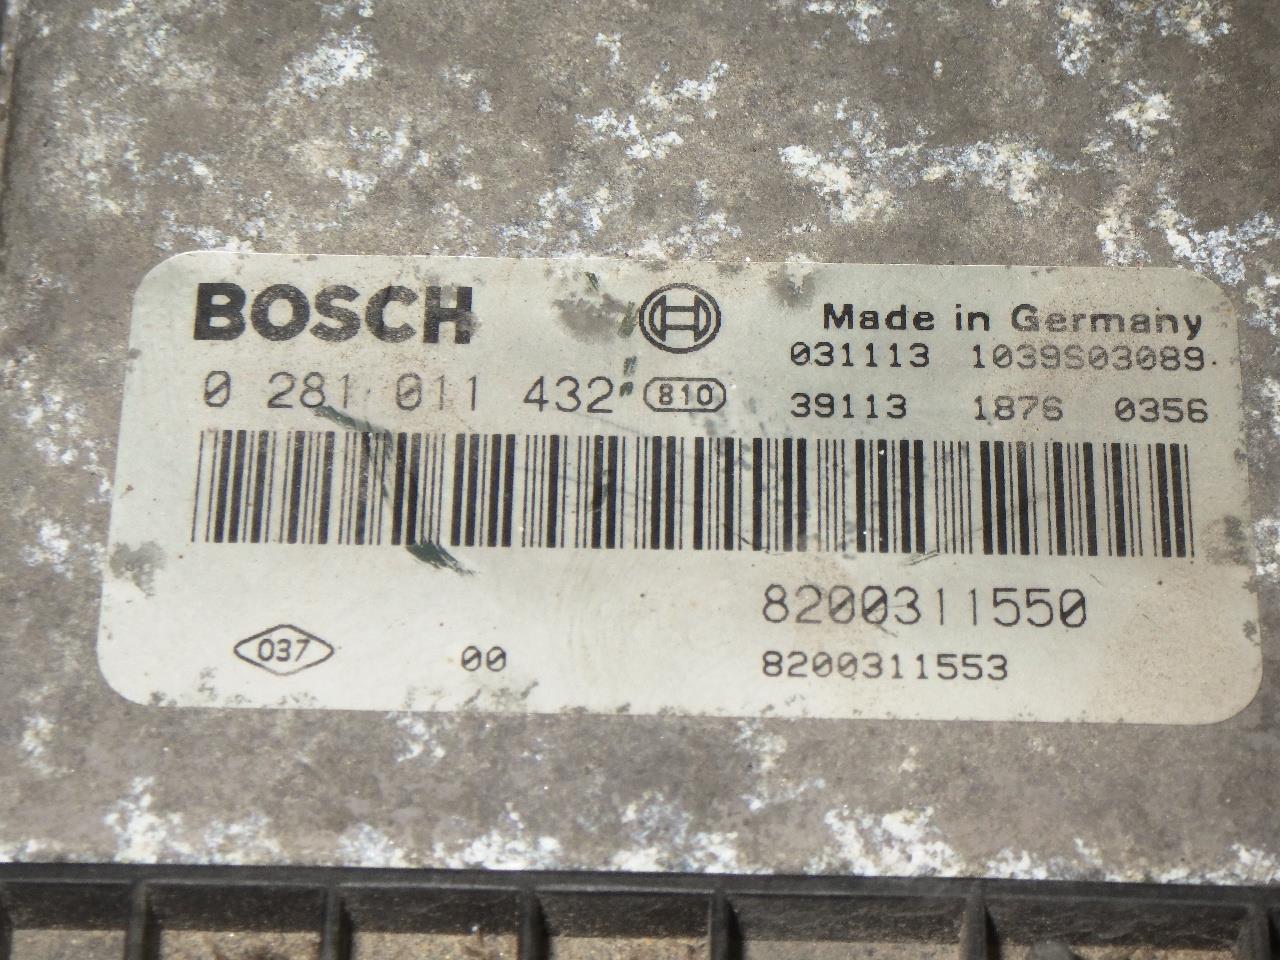 BOSCH
Made in Germany
031113 1039S03089
0 281 011 432 810
39113 1876 0356
8200311550
037 00 8200311553